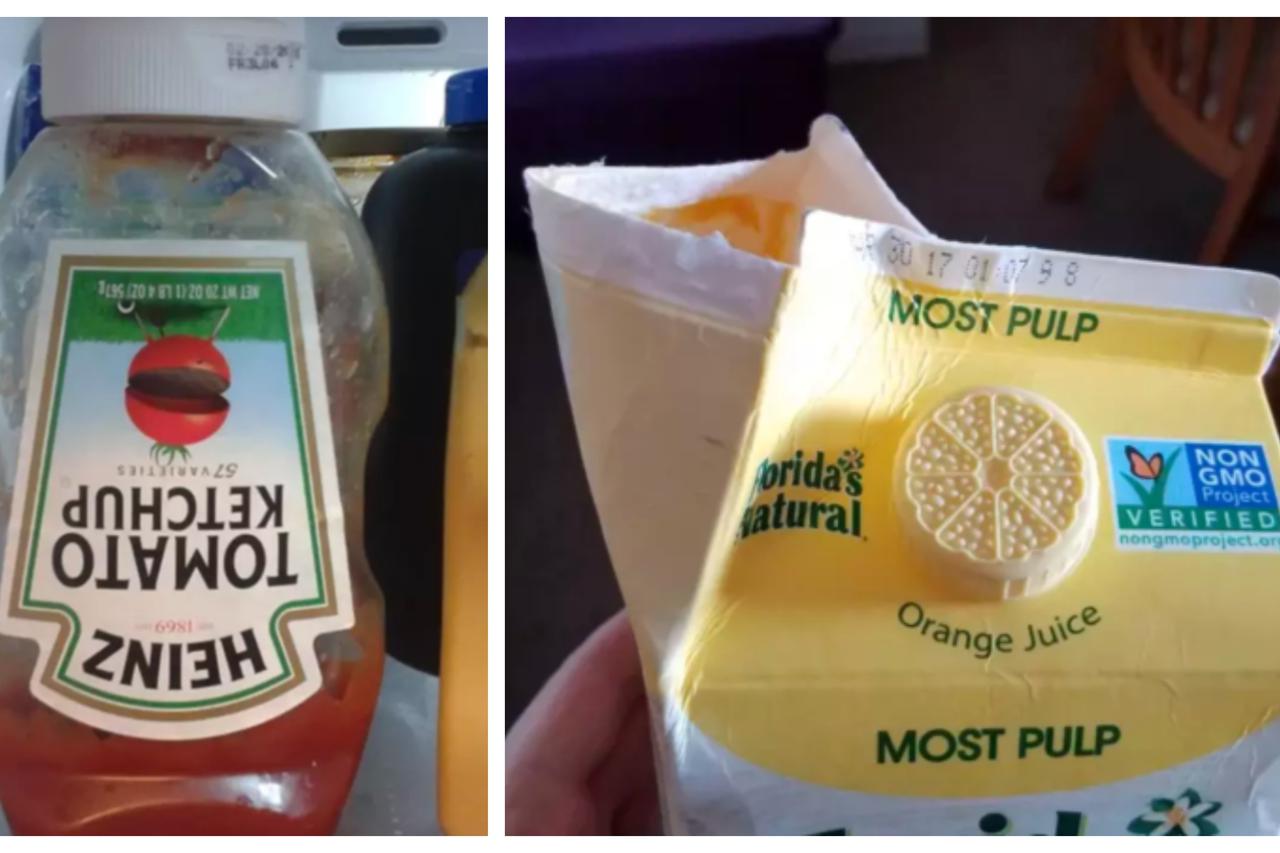 HEINZ
EST 1869
TOMATO
KETCHUP
57 VARIETIES
NET WT 20 OZ (1 LB 4 OZ) 567g
30 17 01:07 9 8
MOST PULP
Florida's
Natural
NON
GMO
Project
VERIFIED
nongmoproject.org
Orange Juice
MOST PULP